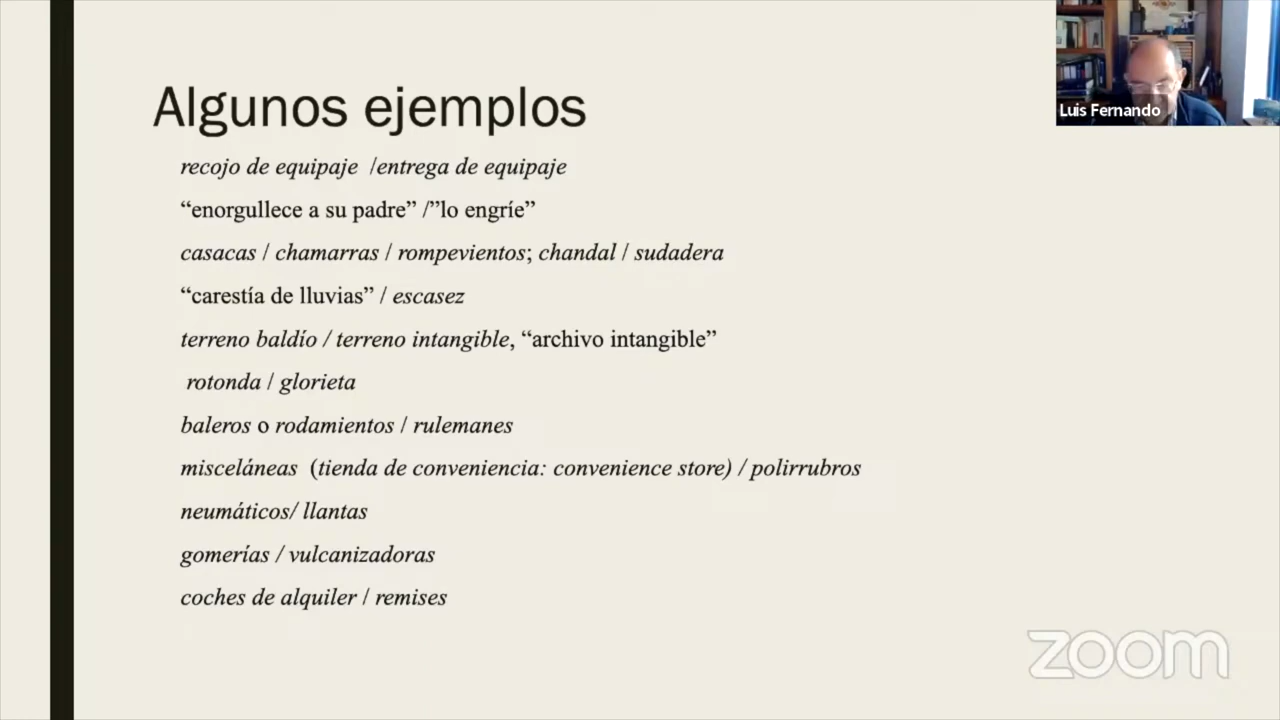 Algunos ejemplos
recojo de equipaje /entrega de equipaje
“enorgullece a su padre” /”lo engríe”
casacas / chamarras / rompevientos; chandal / sudadera
“carestía de lluvias” / escasez
terreno baldío / terreno intangible, “archivo intangible”
rotonda / glorieta
baleros o rodamientos / rulemanes
misceláneas (tienda de conveniencia: convenience store) / polirrubros
neumáticos/ llantas
gomerías / vulcanizadoras
coches de alquiler / remises
Luis Fernando
zoom